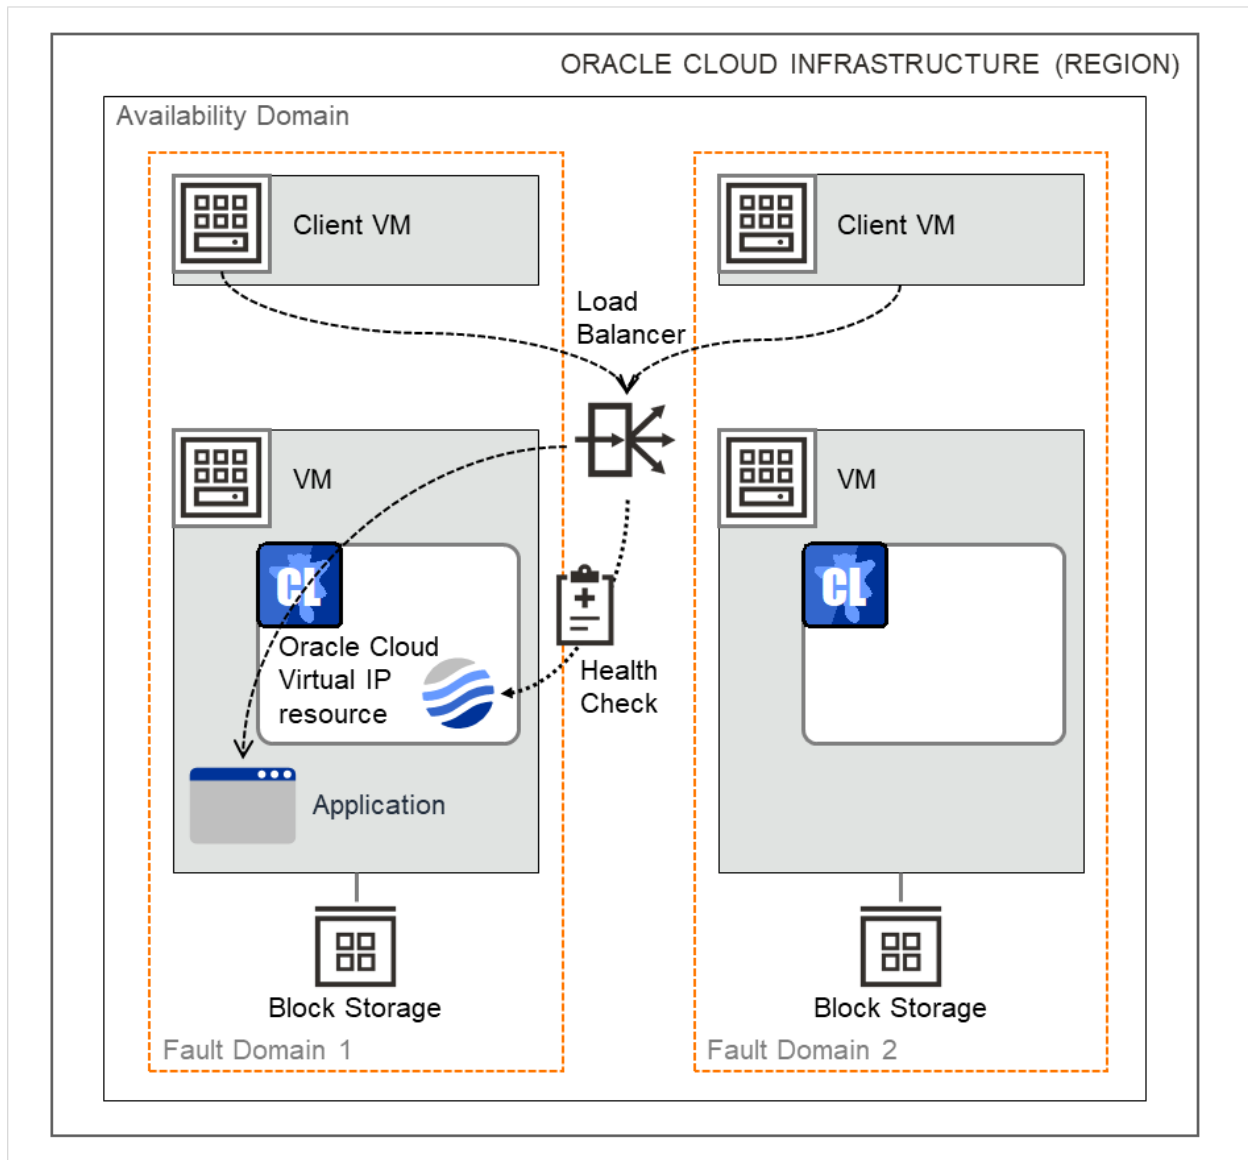 ORACLE CLOUD INFRASTRUCTURE (REGION)
Availability Domain
Client VM
Client VM
Load
Balancer
VM
VM
CL
CL
Oracle Cloud
Virtual IP
resource
Health
Check
Application
Block Storage
Block Storage
Fault Domain 1
Fault Domain 2